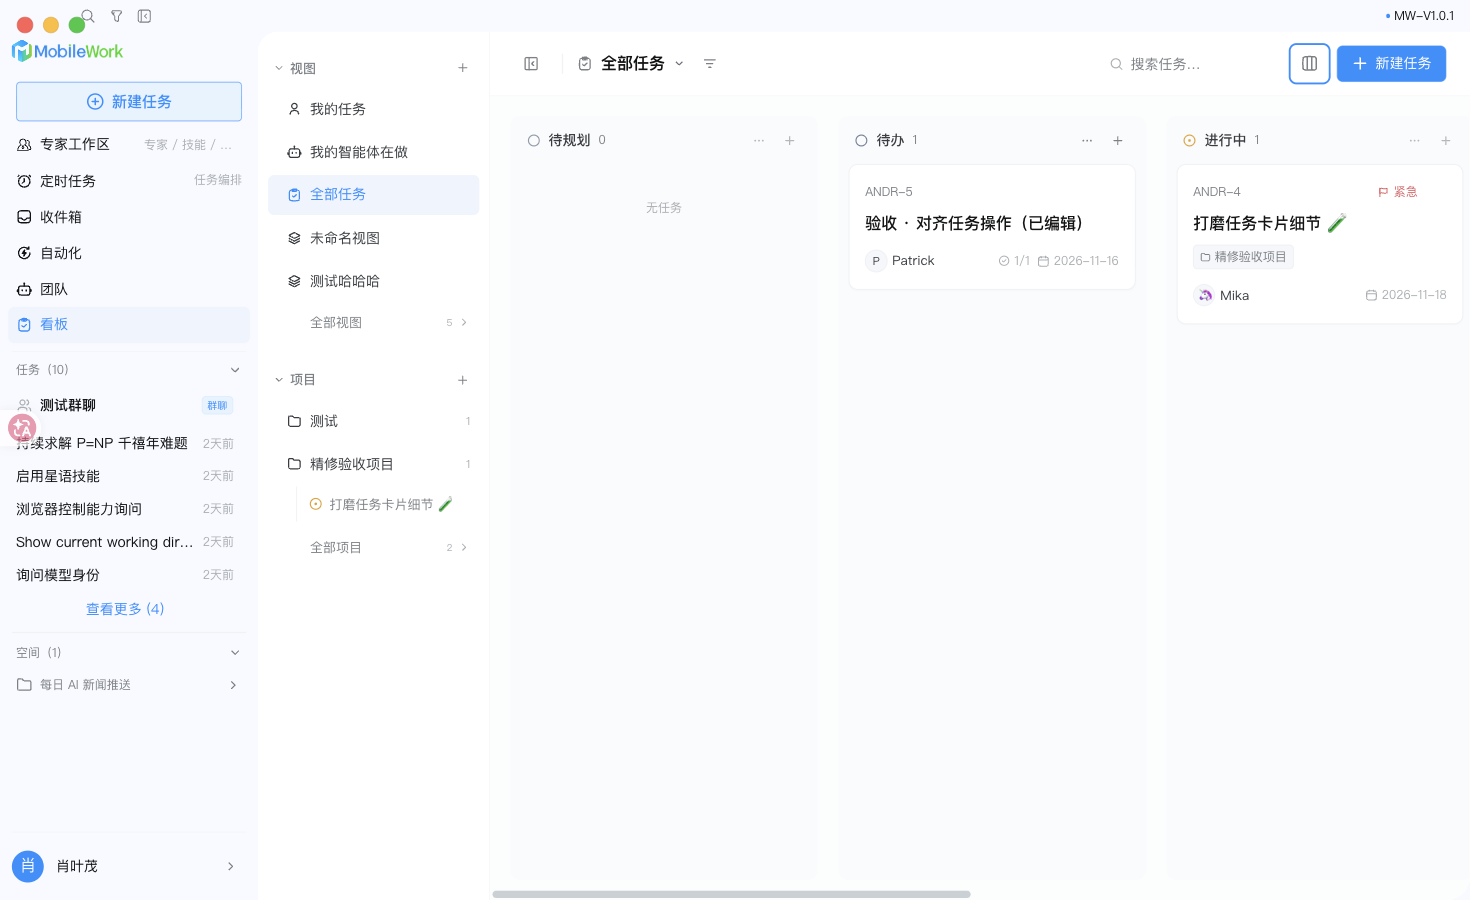 MW-V1.0.1
MobileWork
新建任务
专家工作区 专家 / 技能 / ...
定时任务 任务编排
收件箱
自动化
团队
看板
任务 (10)
测试群聊 群聊
持续求解 P=NP 千禧年难题 2天前
启用星语技能 2天前
浏览器控制能力询问 2天前
Show current working dir... 2天前
询问模型身份 2天前
查看更多 (4)
空间 (1)
每日 AI 新闻推送
肖 肖叶茂
视图
我的任务
我的智能体在做
全部任务
未命名视图
测试哈哈哈
全部视图 5
项目
测试 1
精修验收项目 1
打磨任务卡片细节
全部项目 2
全部任务
搜索任务...
新建任务
待规划 0
无任务
待办 1
ANDR-5
验收 · 对齐任务操作（已编辑）
P Patrick 1/1 2026-11-16
进行中 1
ANDR-4 紧急
打磨任务卡片细节
精修验收项目
Mika 2026-11-18